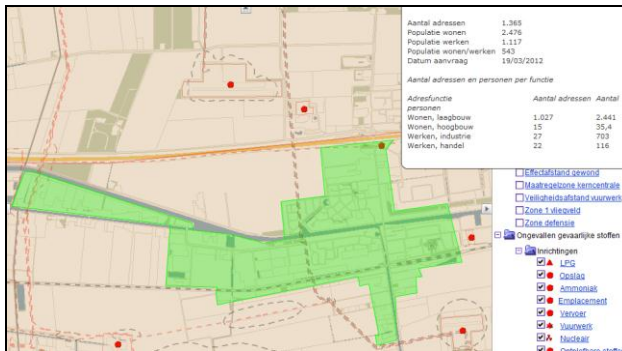 Aantal adressen 1.365
Populatie wonen 2.476
Populatie werken 1.117
Populatie wonen/werken 543
Datum aanvraag 19/03/2012
Aantal adressen en personen per functie
Adresfunctie Aantal adressen Aantal
personen
Wonen, laagbouw 1.027 2.441
Wonen, hoogbouw 15 35,4
Werken, industrie 27 703
Werken, handel 22 116
Effectafstand gewond
Maatregelzone kerncentrale
Veiligheidsafstand vuurwerk
Zone 1 vliegveld
Zone defensie
Ongevallen gevaarlijke stoffen
Inrichtingen
LPG
Opslag
Ammoniak
Emplacement
Vervoer
Vuurwerk
Nucleair